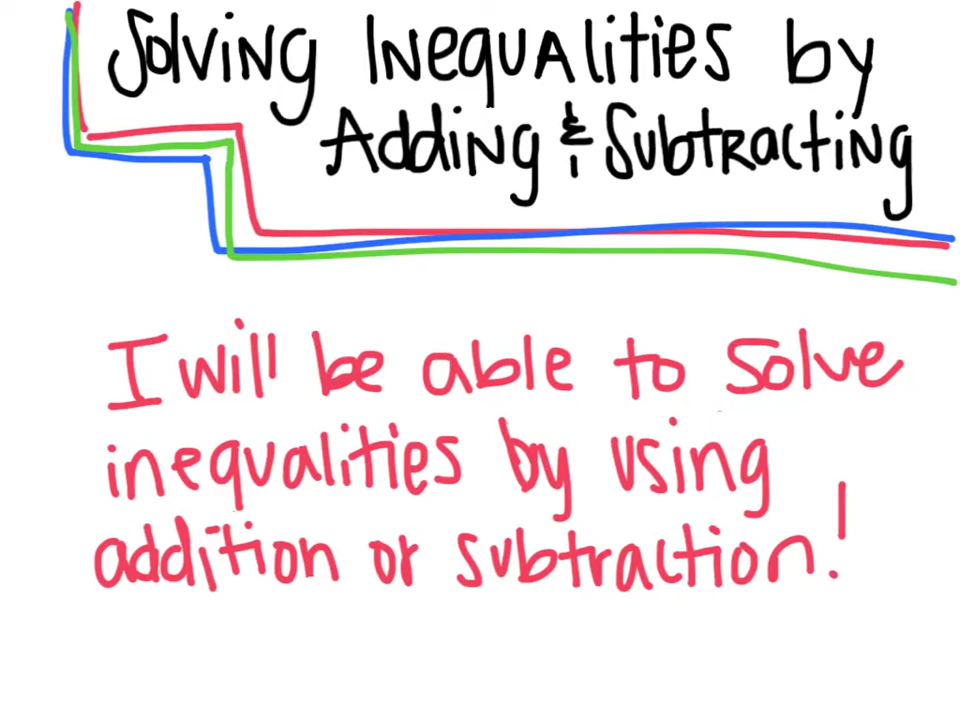 Solving Inequalities by
Adding & Subtracting
I will be able to solve
inequalities by using
addition or subtraction!